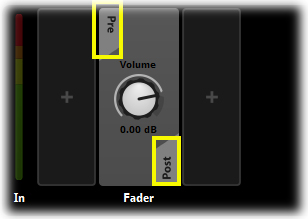 Pre
Volume
0.00 dB
Post
In
Fader